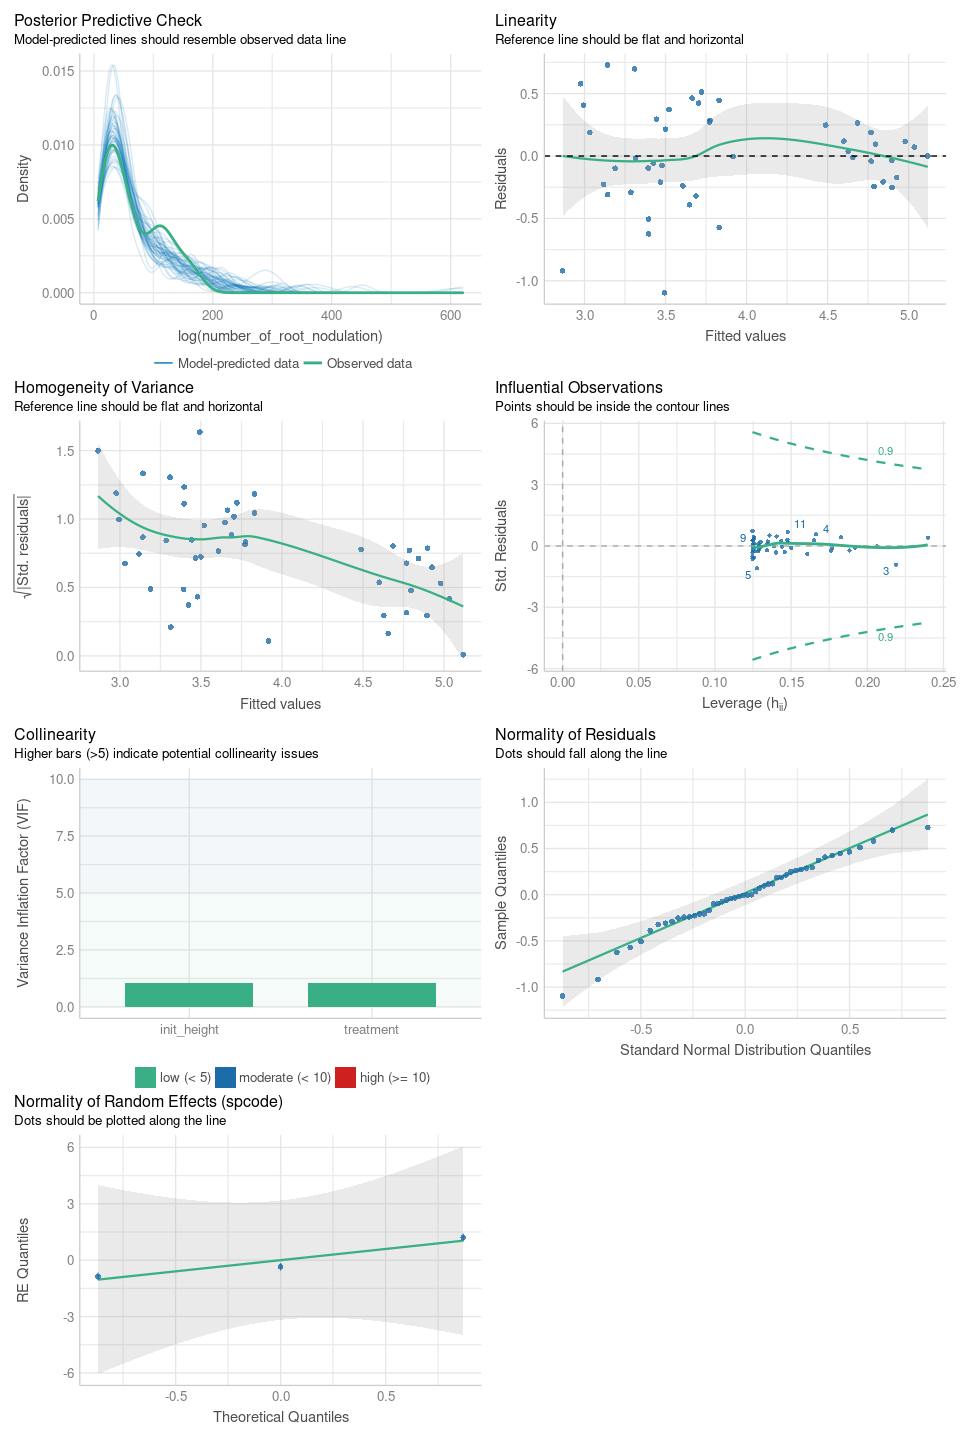 Posterior Predictive Check
Model-predicted lines should resemble observed data line
Density
0.015
0.010
0.005
0.000
0
200
400
600
log(number_of_root_nodulation)
Model-predicted data
Observed data
Linearity
Reference line should be flat and horizontal
Residuals
0.5
0.0
-0.5
-1.0
3.0
3.5
4.0
4.5
5.0
Fitted values
Homogeneity of Variance
Reference line should be flat and horizontal
√|Std. residuals|
1.5
1.0
0.5
0.0
3.0
3.5
4.0
4.5
5.0
Fitted values
Influential Observations
Points should be inside the contour lines
Std. Residuals
6
3
0
-3
-6
0.9
11
4
9
5
3
0.9
0.00
0.05
0.10
0.15
0.20
0.25
Leverage (hii)
Collinearity
Higher bars (>5) indicate potential collinearity issues
Variance Inflation Factor (VIF)
10.0
7.5
5.0
2.5
0.0
init_height
treatment
low (< 5)
moderate (< 10)
high (>= 10)
Normality of Residuals
Dots should fall along the line
Sample Quantiles
1.0
0.5
0.0
-0.5
-1.0
-0.5
0.0
0.5
Standard Normal Distribution Quantiles
Normality of Random Effects (spcode)
Dots should be plotted along the line
RE Quantiles
6
3
0
-3
-6
-0.5
0.0
0.5
Theoretical Quantiles